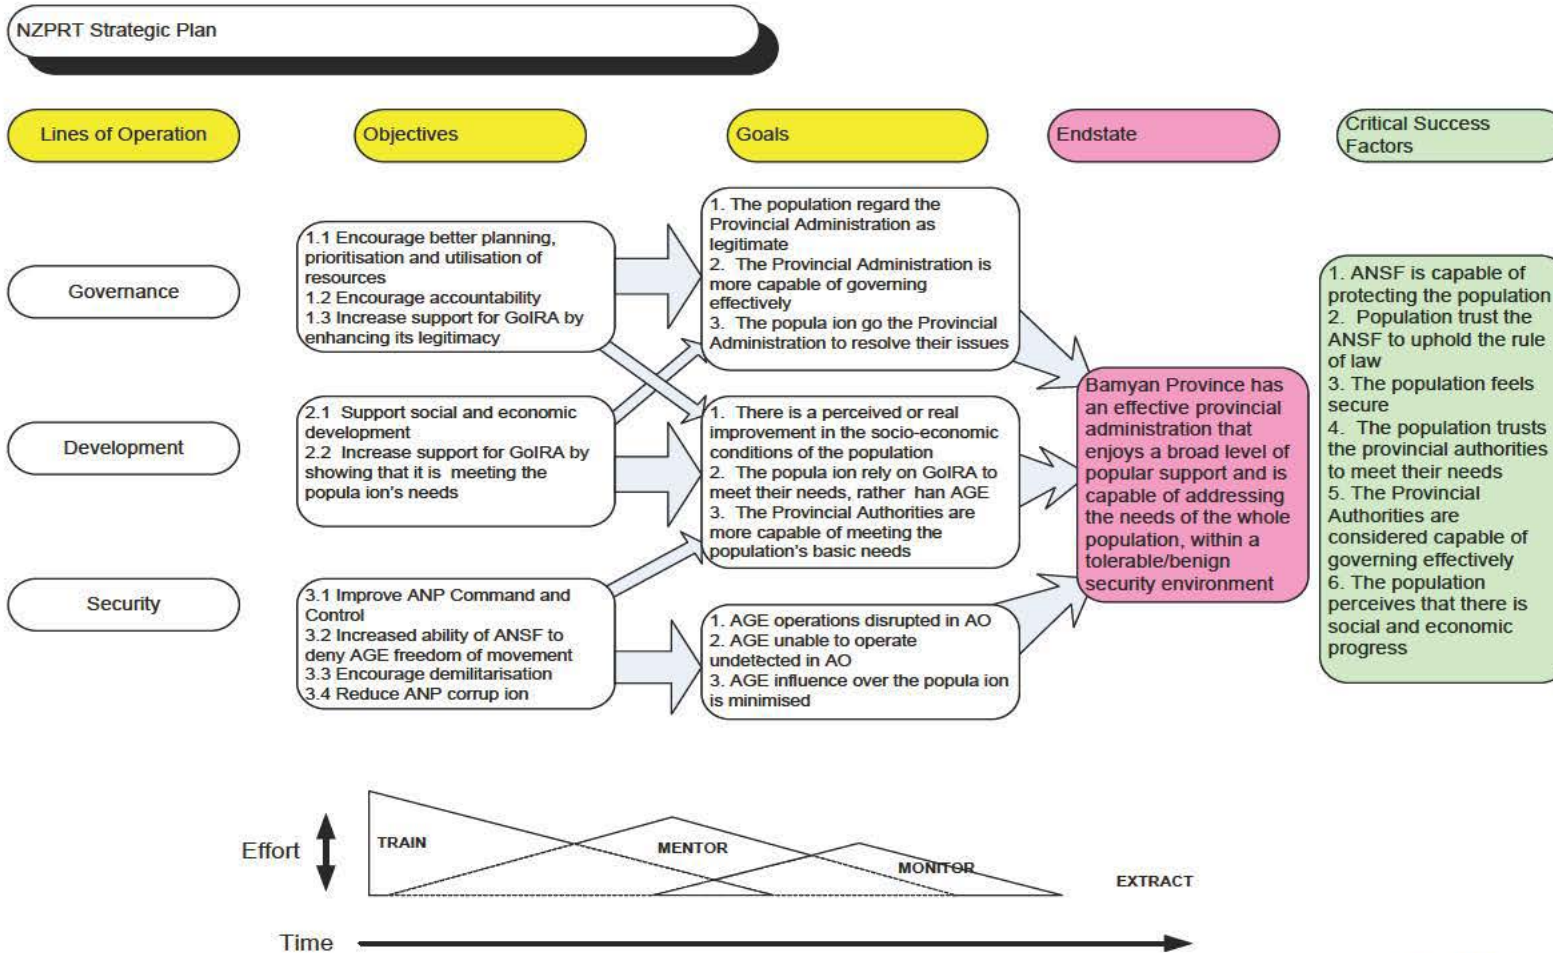 NZPRT Strategic Plan
Lines of Operation
Objectives
Goals
Endstate
Critical Success
Factors
Governance
1.1 Encourage better planning,
prioritisation and utilisation of
resources
1.2 Encourage accountability
1.3 Increase support for GoIRA by
enhancing its legitimacy
1. The population regard the
Provincial Administration as
legitimate
2. The Provincial Administration is
more capable of governing
effectively
3. The popula ion go the Provincial
Administration to resolve their issues
Development
2.1 Support social and economic
development
2.2 Increase support for GoIRA by
showing that it is meeting the
popula ion's needs
1. There is a perceived or real
improvement in the socio-economic
conditions of the population
2. The popula ion rely on GoIRA to
meet their needs, rather han AGE
3. The Provincial Authorities are
more capable of meeting the
population's basic needs
Security
3.1 Improve ANP Command and
Control
3.2 Increased ability of ANSF to
deny AGE freedom of movement
3.3 Encourage demilitarisation
3.4 Reduce ANP corrup ion
1. AGE operations disrupted in AO
2. AGE unable to operate
undetected in AO
3. AGE influence over the popula ion
is minimised
Bamyan Province has
an effective provincial
administration that
enjoys a broad level of
popular support and is
capable of addressing
the needs of the whole
population, within a
tolerable/benign
security environment
1. ANSF is capable of
protecting the population
2. Population trust the
ANSF to uphold the rule
of law
3. The population feels
secure
4. The population trusts
the provincial authorities
to meet their needs
5. The Provincial
Authorities are
considered capable of
governing effectively
6. The population
perceives that there is
social and economic
progress
Effort
TRAIN
MENTOR
MONITOR
EXTRACT
Time